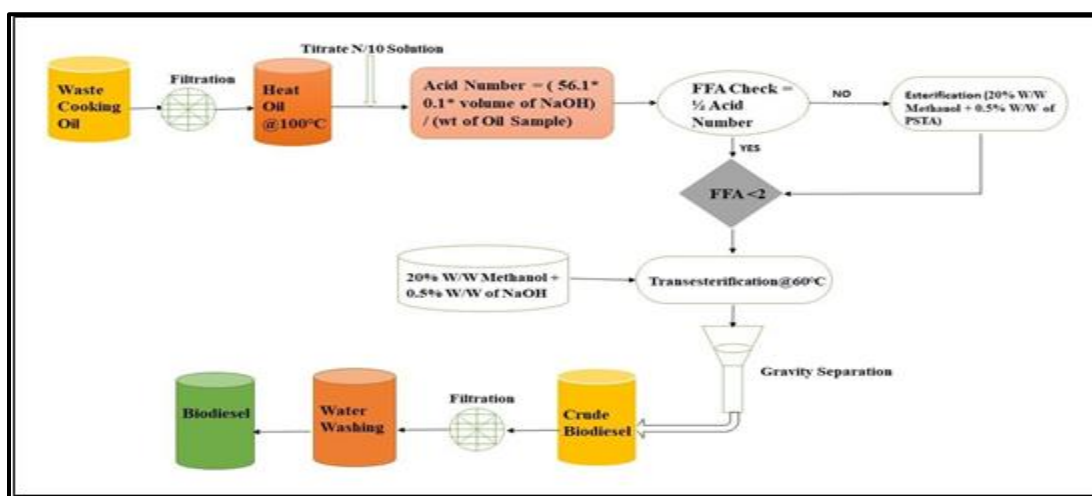 Titrate N/10 Solution
Waste
Cooking
Oil
Filtration
Heat
Oil
@100°C
Acid Number = ( 56.1*
0.1* volume of NaOH)
/ (wt of Oil Sample)
FFA Check =
½ Acid
Number
NO
Esterification (20% W/W
Methanol + 0.5% W/W of
PSTA)
YES
FFA <2
20% W/W Methanol +
0.5% W/W of NaOH
Transesterification@60°C
Gravity Separation
Crude
Biodiesel
Filtration
Water
Washing
Biodiesel